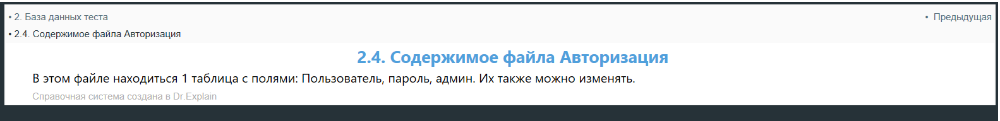 • 2. База данных теста
• Предыдущая
• 2.4. Содержимое файла Авторизация
2.4. Содержимое файла Авторизация
В этом файле находиться 1 таблица с полями: Пользователь, пароль, админ. Их также можно изменять.
Справочная система создана в Dr.Explain